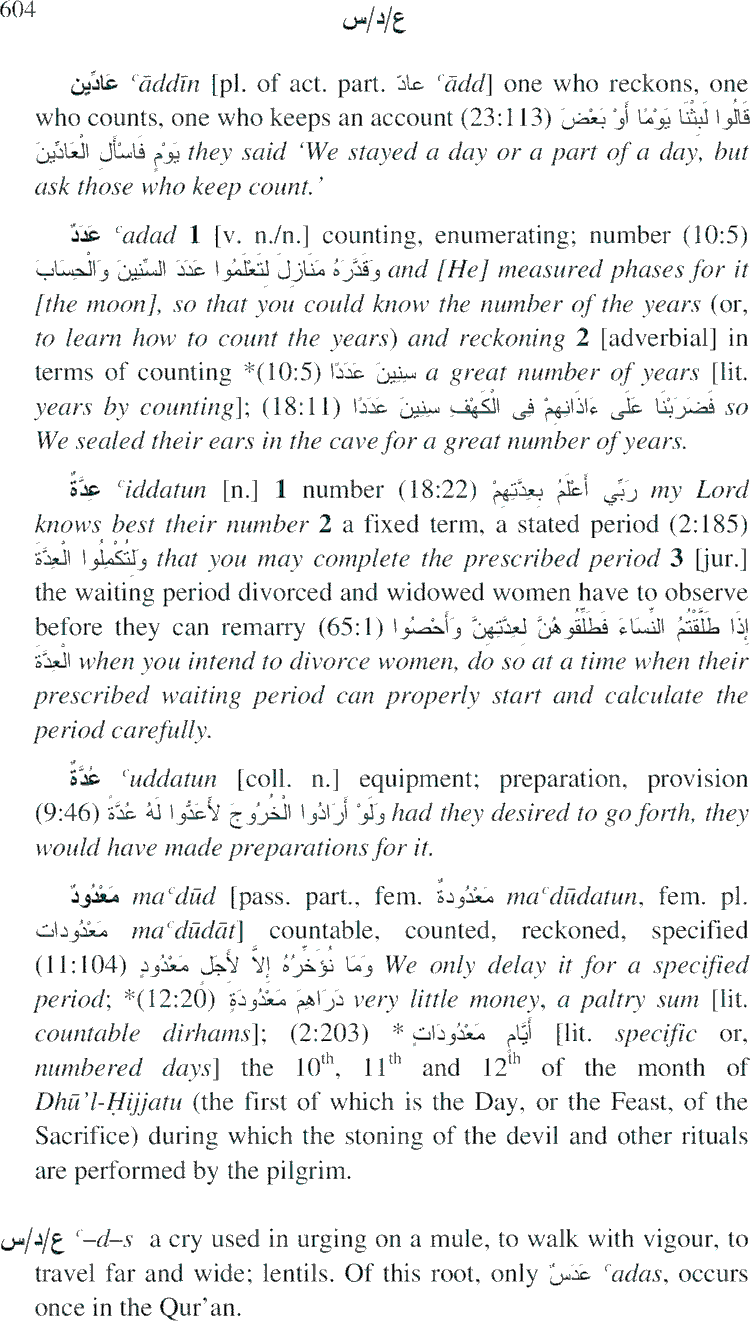 604
ع/د/س
عَادِّين ʿāddīn [pl. of act. part. عادّ ʿādd] one who reckons, one
who counts, one who keeps an account (23:113) قَالُوا لَبِثْنَا يَوْمًا أَوْ بَعْضَ
يَوْمٍ فَاسْأَلِ الْعَادِّينَ they said ‘We stayed a day or a part of a day, but
ask those who keep count.’
عَدَدٌ ʿadad 1 [v. n./n.] counting, enumerating; number (10:5)
وَقَدَّرَهُ مَنَازِلَ لِتَعْلَمُوا عَدَدَ السِّنِينَ وَالْحِسَابَ and [He] measured phases for it
[the moon], so that you could know the number of the years (or,
to learn how to count the years) and reckoning 2 [adverbial] in
terms of counting *(10:5) سِنِينَ عَدَدًا a great number of years [lit.
years by counting]; (18:11) فَضَرَبْنَا عَلَى ءَاذَانِهِمْ فِى الْكَهْفِ سِنِينَ عَدَدًا so
We sealed their ears in the cave for a great number of years.
عِدَّةٌ ʿiddatun [n.] 1 number (18:22) رَبِّي أَعْلَمُ بِعِدَّتِهِمْ my Lord
knows best their number 2 a fixed term, a stated period (2:185)
وَلِتُكْمِلُوا الْعِدَّةَ that you may complete the prescribed period 3 [jur.]
the waiting period divorced and widowed women have to observe
before they can remarry (65:1) إِذَا طَلَّقْتُمُ النِّسَاءَ فَطَلِّقُوهُنَّ لِعِدَّتِهِنَّ وَأَحْصُوا
الْعِدَّةَ when you intend to divorce women, do so at a time when their
prescribed waiting period can properly start and calculate the
period carefully.
عُدَّةٌ ʿuddatun [coll. n.] equipment; preparation, provision
(9:46) وَلَوْ أَرَادُوا الْخُرُوجَ لأَعَدُّوا لَهُ عُدَّةً had they desired to go forth, they
would have made preparations for it.
مَعْدُودٌ maʿdūd [pass. part., fem. مَعْدُودةٌ maʿdūdatun, fem. pl.
مَعْدُودات maʿdūdāt] countable, counted, reckoned, specified
(11:104) وَمَا نُؤَخِّرُهُ إِلاَّ لأَجَلٍ مَعْدُودٍ We only delay it for a specified
period; *(12:20) دَرَاهِمَ مَعْدُودَةٍ very little money, a paltry sum [lit.
countable dirhams]; (2:203) * أَيَّامٍ مَعْدُودَاتٍ [lit. specific or,
numbered days] the 10th, 11th and 12th of the month of
Dhū’l-Ḥijjatu (the first of which is the Day, or the Feast, of the
Sacrifice) during which the stoning of the devil and other rituals
are performed by the pilgrim.
ع/د/س ʿ–d–s a cry used in urging on a mule, to walk with vigour, to
travel far and wide; lentils. Of this root, only عَدَسٌ ʿadas, occurs
once in the Qur’an.